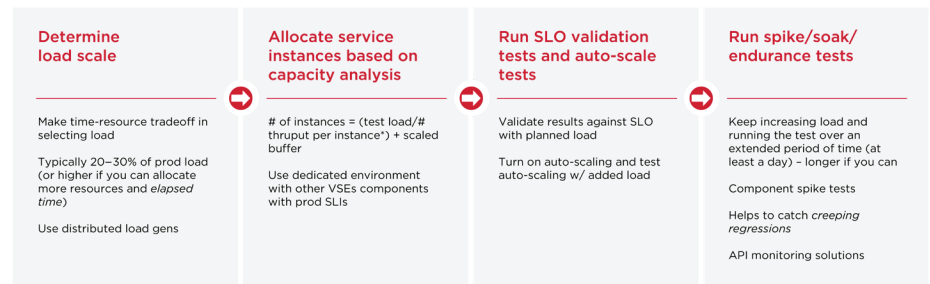 Determine
load scale
Make time-resource tradeoff in
selecting load
Typically 20–30% of prod load
(or higher if you can allocate
more resources and elapsed
time)
Use distributed load gens
Allocate service
instances based on
capacity analysis
# of instances = (test load/#
thruput per instance*) + scaled
buffer
Use dedicated environment
with other VSEs components
with prod SLIs
Run SLO validation
tests and auto-scale
tests
Validate results against SLO
with planned load
Turn on auto-scaling and test
auto-scaling w/ added load
Run spike/soak/
endurance tests
Keep increasing load and
running the test over an
extended period of time (at
least a day) – longer if you can
Component spike tests
Helps to catch creeping
regressions
API monitoring solutions